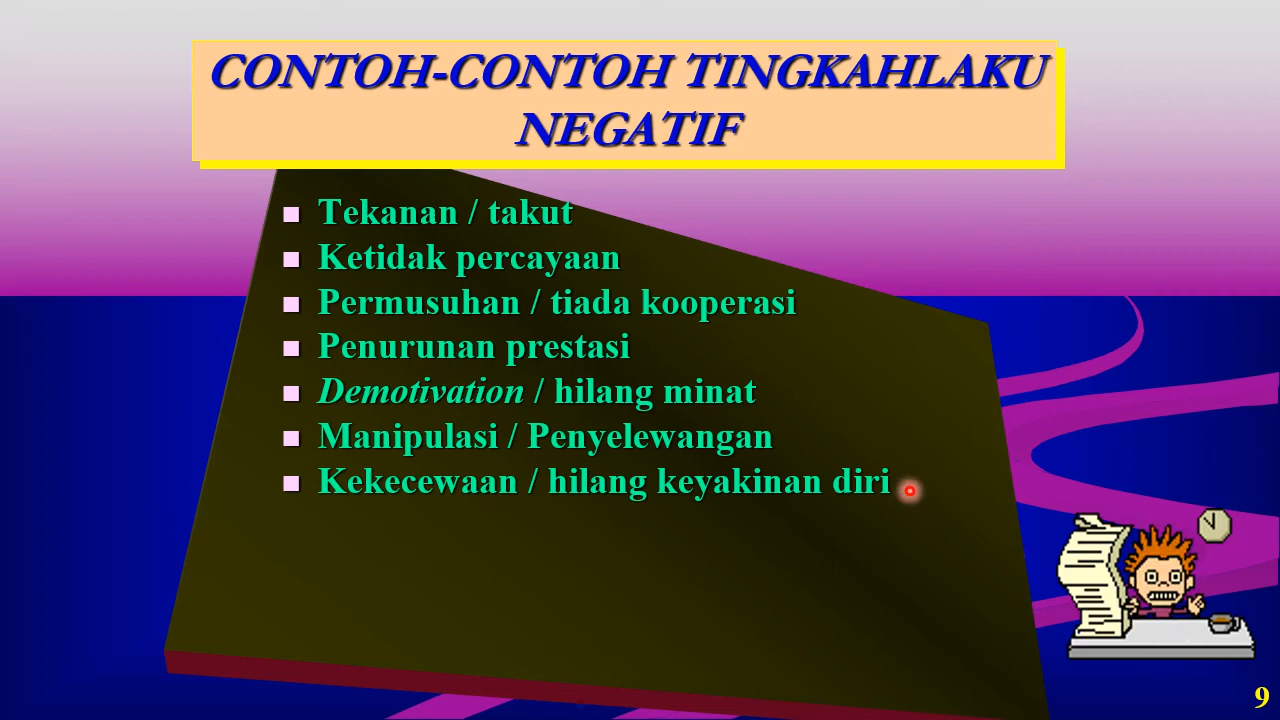 CONTOH-CONTOH TINGKAHLAKU
NEGATIF
Tekanan / takut
Ketidak percayaan
Permusuhan / tiada kooperasi
Penurunan prestasi
Demotivation / hilang minat
Manipulasi / Penyelewangan
Kekecewaan / hilang keyakinan diri
9